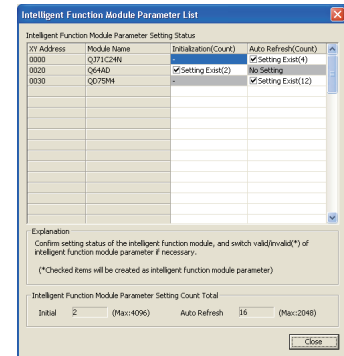 Intelligent Function Module Parameter List
Intelligent Function Module Parameter Setting Status
XY Address Module Name Initialization(Count) Auto Refresh(Count)
0000 QJ71C24N - Setting Exist(4)
0020 Q64AD Setting Exist(2) No Setting
0030 QD75M4 - Setting Exist(12)
Explanation
Confirm setting status of the intelligent function module, and switch valid/invalid(*) of
intelligent function module parameter if necessary.
(*Checked items will be created as intelligent function module parameter)
Intelligent Function Module Parameter Setting Count Total
Initial 2 (Max:4096) Auto Refresh 16 (Max:2048)
Close